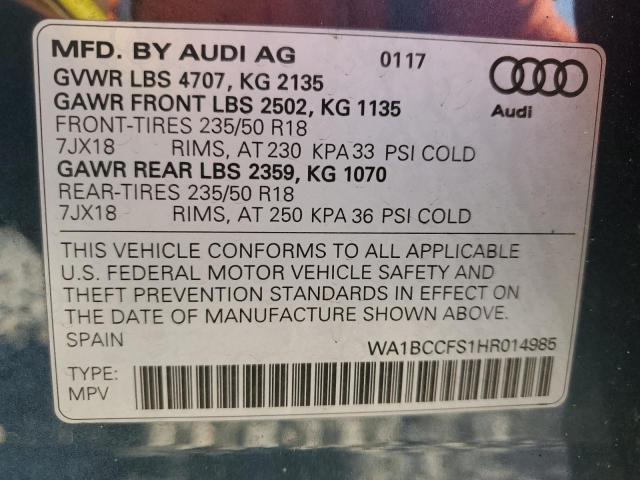 MFD. BY AUDI AG 0117
GVWR LBS 4707, KG 2135
GAWR FRONT LBS 2502, KG 1135
Audi
FRONT-TIRES 235/50 R18
7JX18 RIMS, AT 230 KPA 33 PSI COLD
GAWR REAR LBS 2359, KG 1070
REAR-TIRES 235/50 R18
7JX18 RIMS, AT 250 KPA 36 PSI COLD
THIS VEHICLE CONFORMS TO ALL APPLICABLE
U.S. FEDERAL MOTOR VEHICLE SAFETY AND
THEFT PREVENTION STANDARDS IN EFFECT ON
THE DATE OF MANUFACTURE SHOWN ABOVE.
SPAIN WA1BCCFS1HR014985
TYPE:
MPV